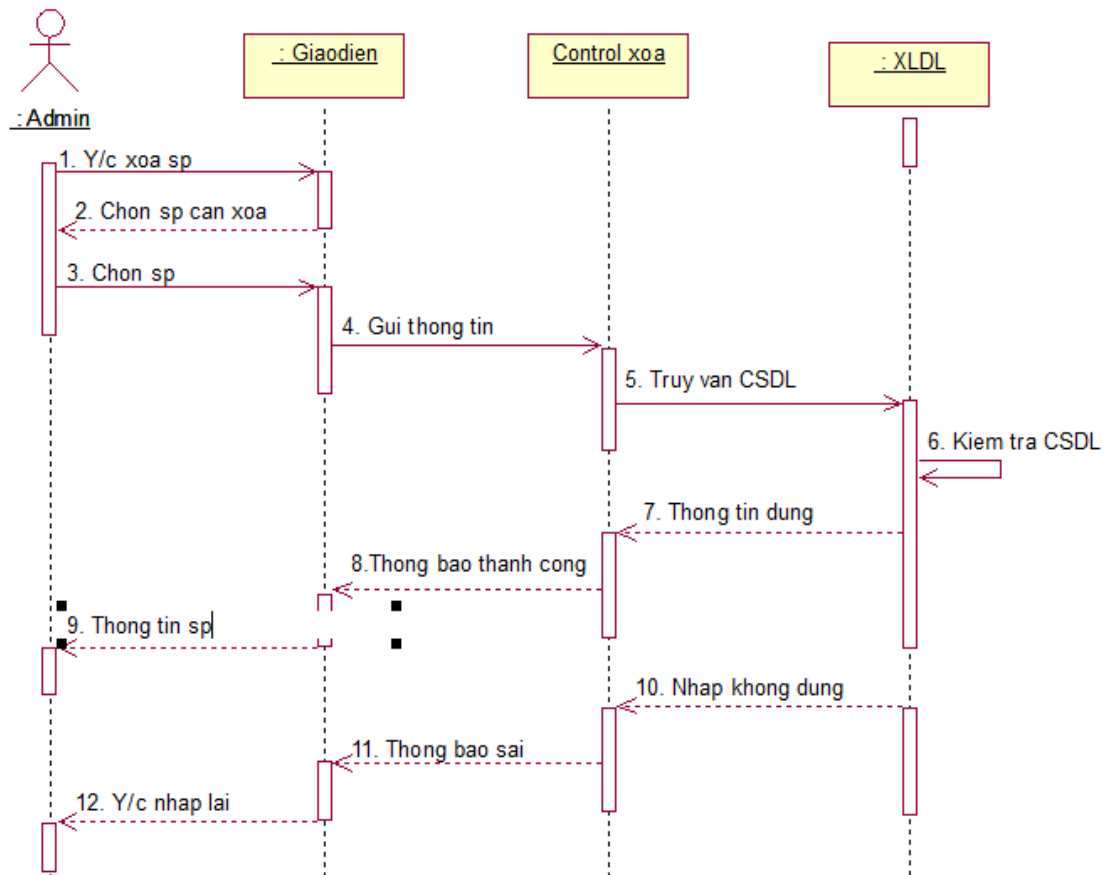 : Giaodien
Control xoa
: XLDL
: Admin
1. Y/c xoa sp
2. Chon sp can xoa
3. Chon sp
4. Gui thong tin
5. Truy van CSDL
6. Kiem tra CSDL
7. Thong tin dung
8.Thong bao thanh cong
9. Thong tin sp
10. Nhap khong dung
11. Thong bao sai
12. Y/c nhap lai